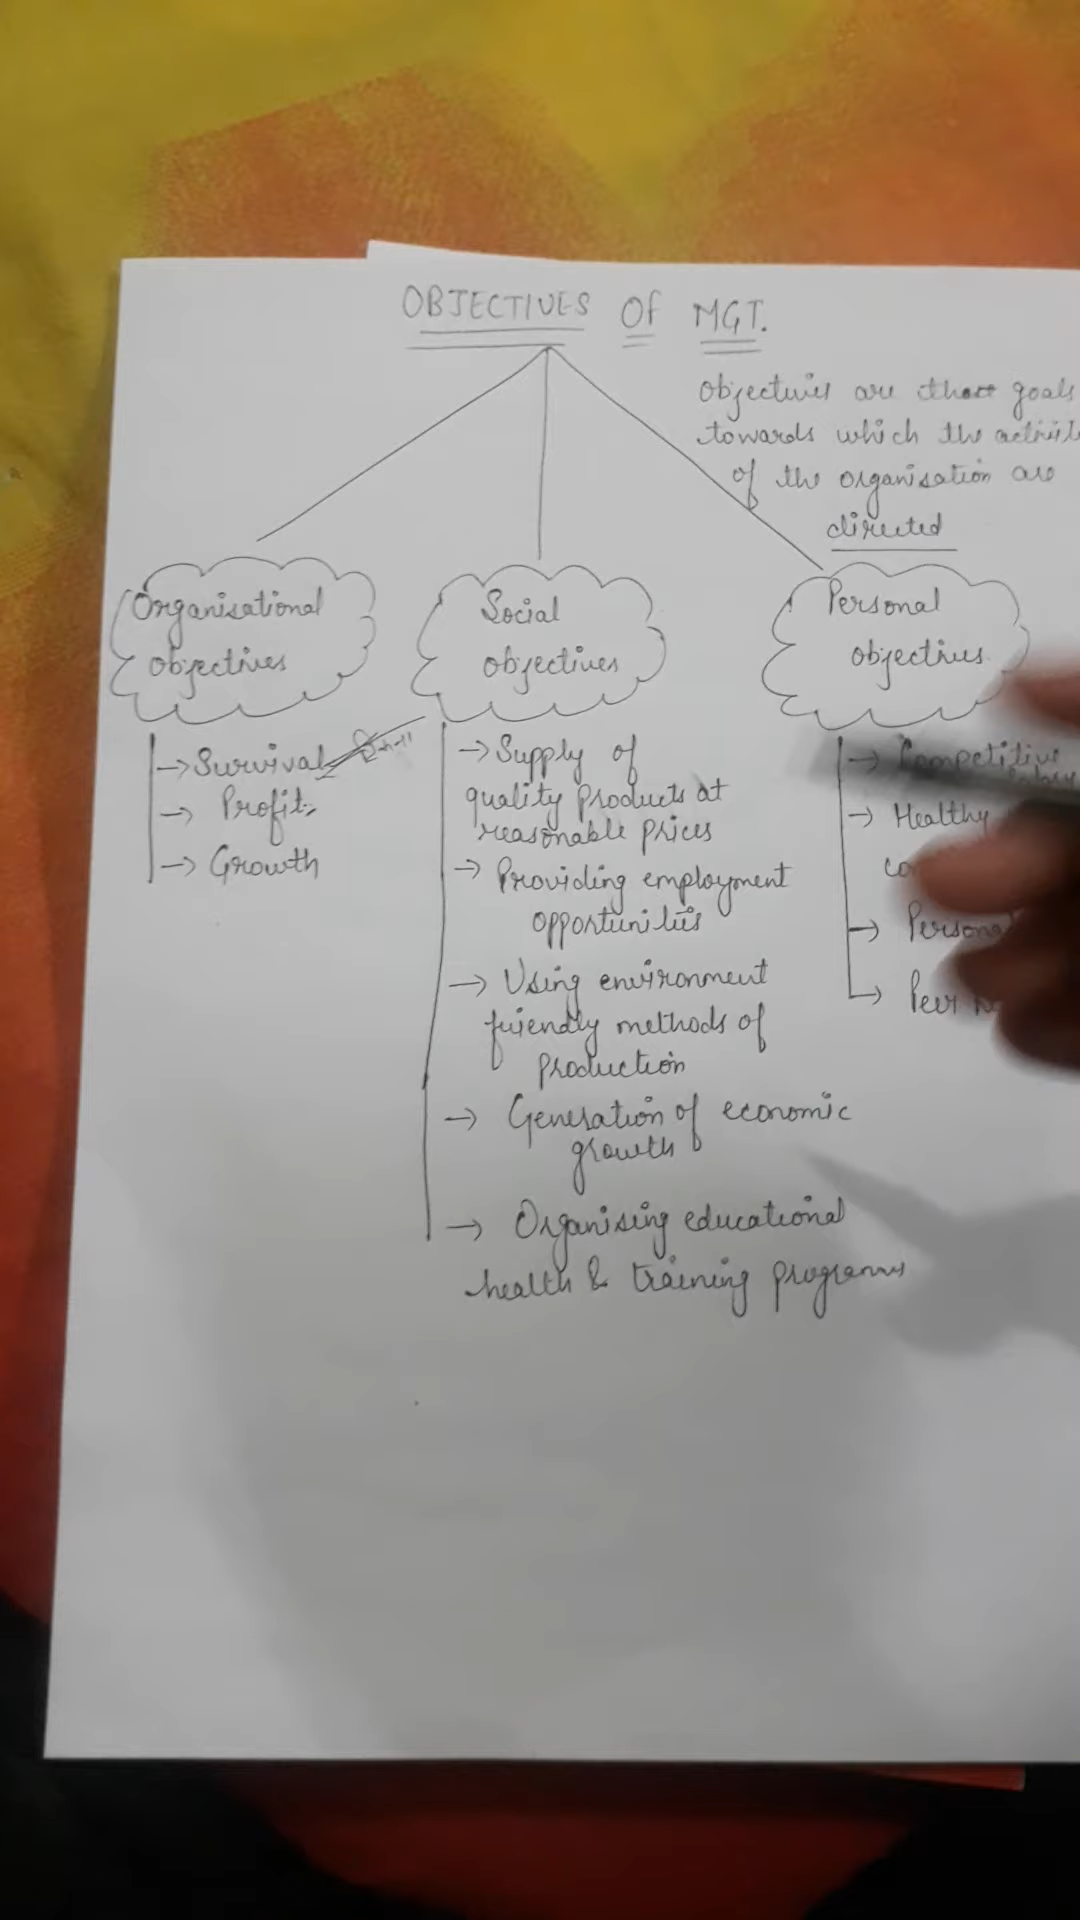 OBJECTIVES OF MGT.
Objectives are those goals
towards which the
of the organisation are
directed
Organisational
objectives
→ Survival
→ Profit
→ Growth
Social
objectives
→ Supply of
quality products at
reasonable prices
→ Providing employment
opportunities
→ Using environment
friendly methods of
production
→ Generation of economic
growth
→ Organising educational
health & training programmes
Personal
objectives
→ Competitive
→ Healthy
→
→ Peer